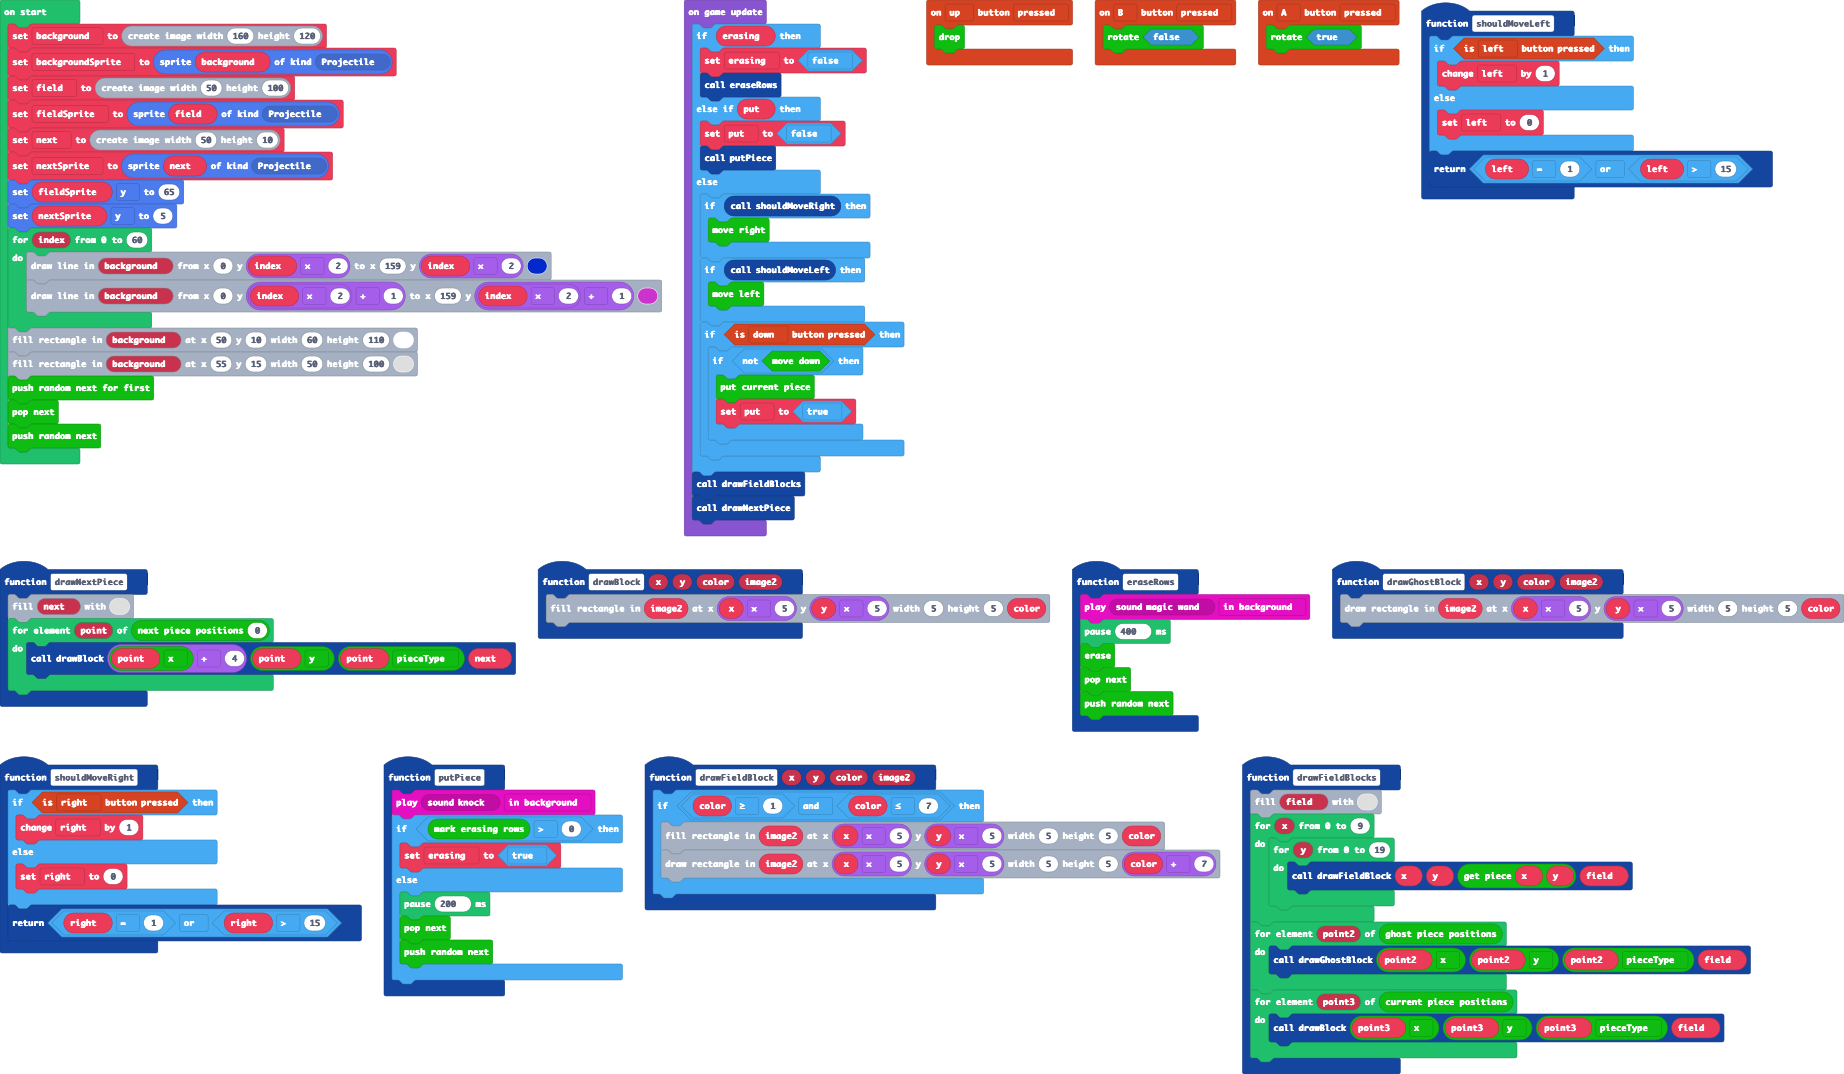 on start
set background to create image width 160 height 120
set backgroundSprite to sprite background of kind Projectile
set field to create image width 50 height 100
set fieldSprite to sprite field of kind Projectile
set next to create image width 50 height 10
set nextSprite to sprite next of kind Projectile
set fieldSprite y to 65
set nextSprite y to 5
for index from 0 to 60
do
draw line in background from x 0 y index × 2 to x 159 y index × 2
draw line in background from x 0 y index × 2 + 1 to x 159 y index × 2 + 1
fill rectangle in background at x 50 y 10 width 60 height 110
fill rectangle in background at x 55 y 15 width 50 height 100
push random next for first
pop next
push random next
on game update
if erasing then
set erasing to false
call eraseRows
else if put then
set put to false
call putPiece
else
if call shouldMoveRight then
move right
if call shouldMoveLeft then
move left
if is down button pressed then
if not move down then
put current piece
set put to true
call drawFieldBlocks
call drawNextPiece
on up button pressed
drop
on B button pressed
rotate false
on A button pressed
rotate true
function shouldMoveLeft
if is left button pressed then
change left by 1
else
set left to 0
return left = 1 or left > 15
function drawNextPiece
fill next with
for element point of next piece positions 0
do
call drawBlock point x + 4 point y point pieceType next
function drawBlock x y color image2
fill rectangle in image2 at x x × 5 y y × 5 width 5 height 5 color
function eraseRows
play sound magic wand in background
pause 400 ms
erase
pop next
push random next
function drawGhostBlock x y color image2
draw rectangle in image2 at x x × 5 y y × 5 width 5 height 5 color
function shouldMoveRight
if is right button pressed then
change right by 1
else
set right to 0
return right = 1 or right > 15
function putPiece
play sound knock in background
if mark erasing rows > 0 then
set erasing to true
else
pause 200 ms
pop next
push random next
function drawFieldBlock x y color image2
if color ≥ 1 and color ≤ 7 then
fill rectangle in image2 at x x × 5 y y × 5 width 5 height 5 color
draw rectangle in image2 at x x × 5 y y × 5 width 5 height 5 color + 7
function drawFieldBlocks
fill field with
for x from 0 to 9
do
for y from 0 to 19
do
call drawFieldBlock x y get piece x y field
for element point2 of ghost piece positions
do
call drawGhostBlock point2 x point2 y point2 pieceType field
for element point3 of current piece positions
do
call drawBlock point3 x point3 y point3 pieceType field